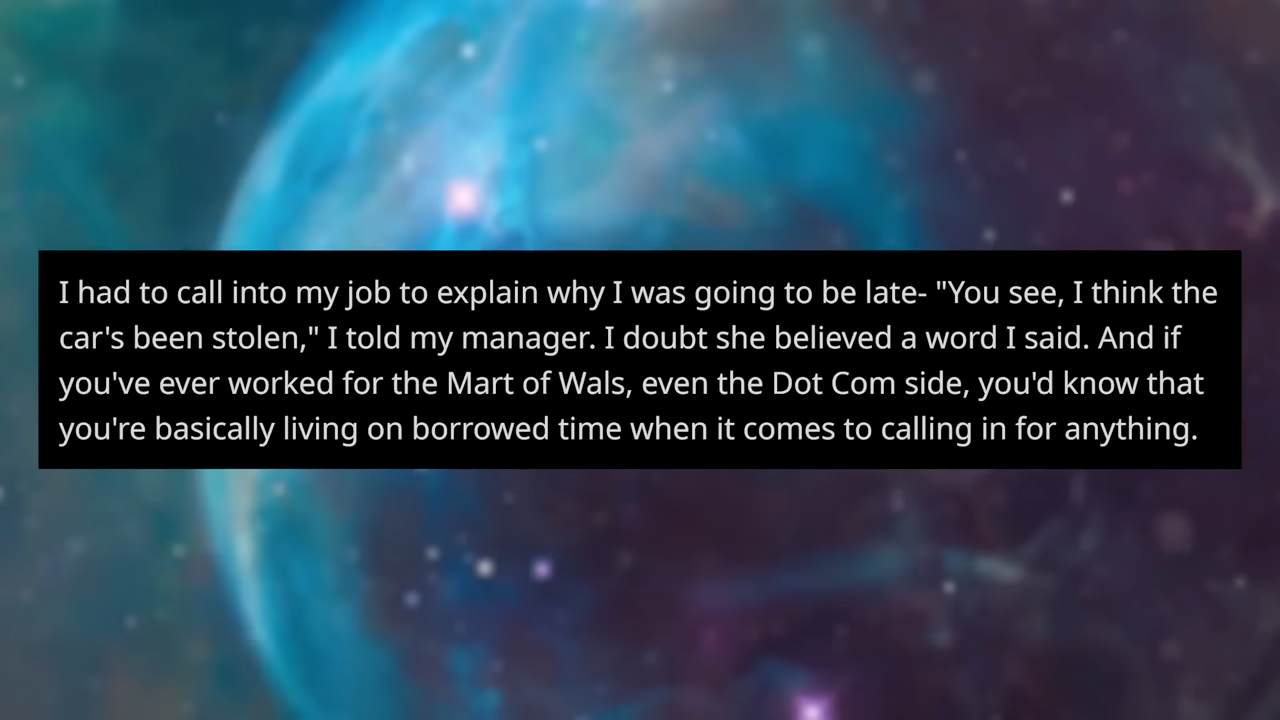 I had to call into my job to explain why I was going to be late- "You see, I think the
car's been stolen," I told my manager. I doubt she believed a word I said. And if
you've ever worked for the Mart of Wals, even the Dot Com side, you'd know that
you're basically living on borrowed time when it comes to calling in for anything.